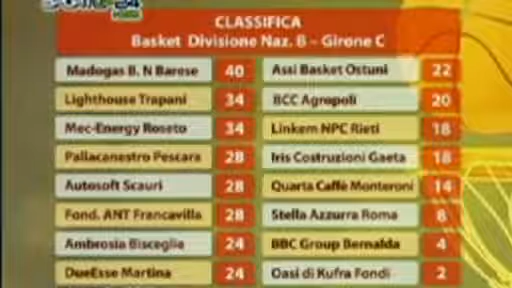 CLASSIFICA
Basket Divisione Naz. B - Girone C
Madogas B. N Barese 40
Lighthouse Trapani 34
Mec-Energy Roseto 34
Pallacanestro Pescara 28
Autosoft Scauri 28
Fond. ANT Francavilla 28
Ambrosia Bisceglie 24
DueEsse Martina 24
Assi Basket Ostuni 22
BCC Agropoli 20
Linkem NPC Rieti 18
Iris Costruzioni Gaeta 18
Quarta Caffè Monteroni 14
Stella Azzurra Roma 8
BBC Group Bernalda 4
Oasi di Kufra Fondi 2